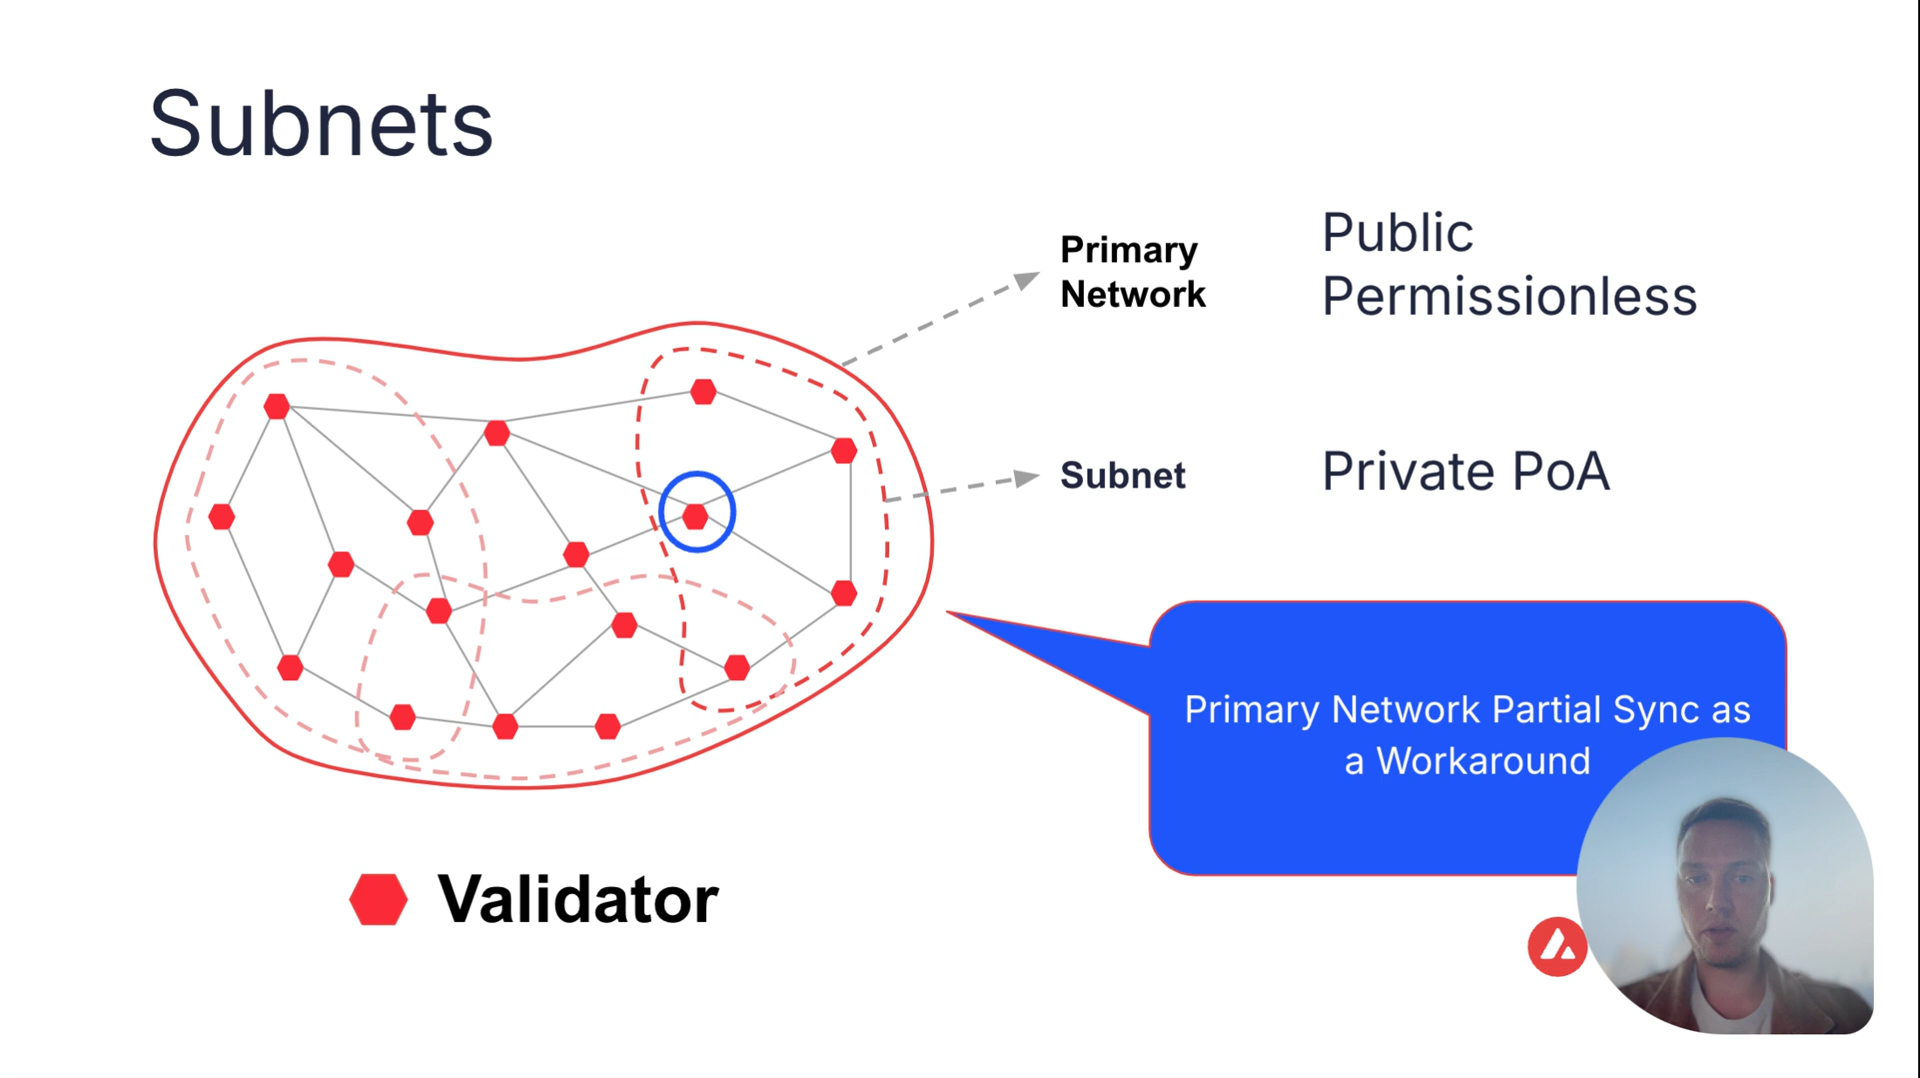 Subnets
Primary
Network
Public
Permissionless
Subnet
Private PoA
Primary Network Partial Sync as
a Workaround
Validator